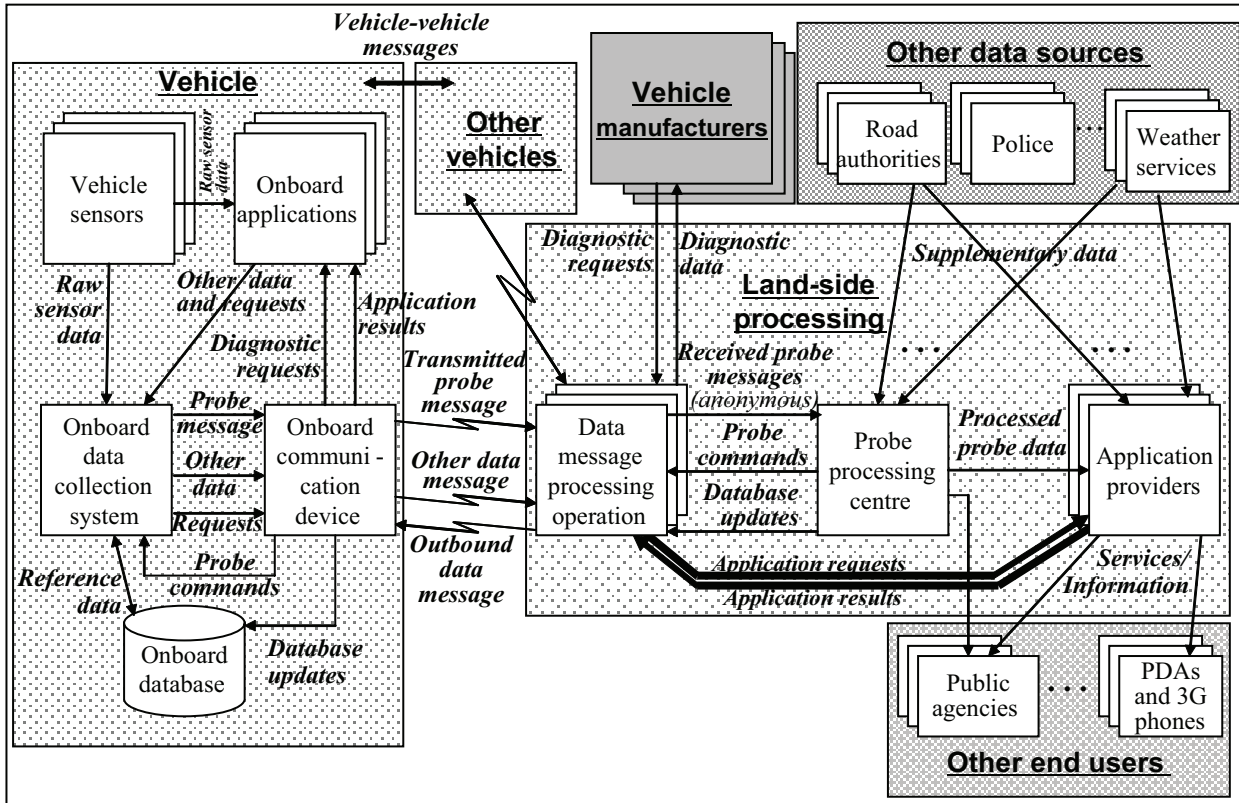 Vehicle-vehicle
messages
Vehicle
Vehicle
sensors
Raw sensor
data
Onboard
applications
Raw
sensor
data
Other data
and requests
Diagnostic
requests
Application
results
Onboard
data
collection
system
Probe
message
Other
data
Requests
Onboard
communi -
cation
device
Probe
commands
Reference
data
Onboard
database
Database
updates
Other
vehicles
Transmitted
probe
message
Other data
message
Outbound
data
message
Vehicle
manufacturers
Diagnostic
requests
Diagnostic
data
Other data sources
Road
authorities
Police
...
Weather
services
Supplementary data
Land-side
processing
...
...
Data
message
processing
operation
Received probe
messages
(anonymous)
Probe
commands
Database
updates
Probe
processing
centre
Processed
probe data
Application
providers
Application requests
Application results
Services/
Information
Public
agencies
...
PDAs
and 3G
phones
Other end users